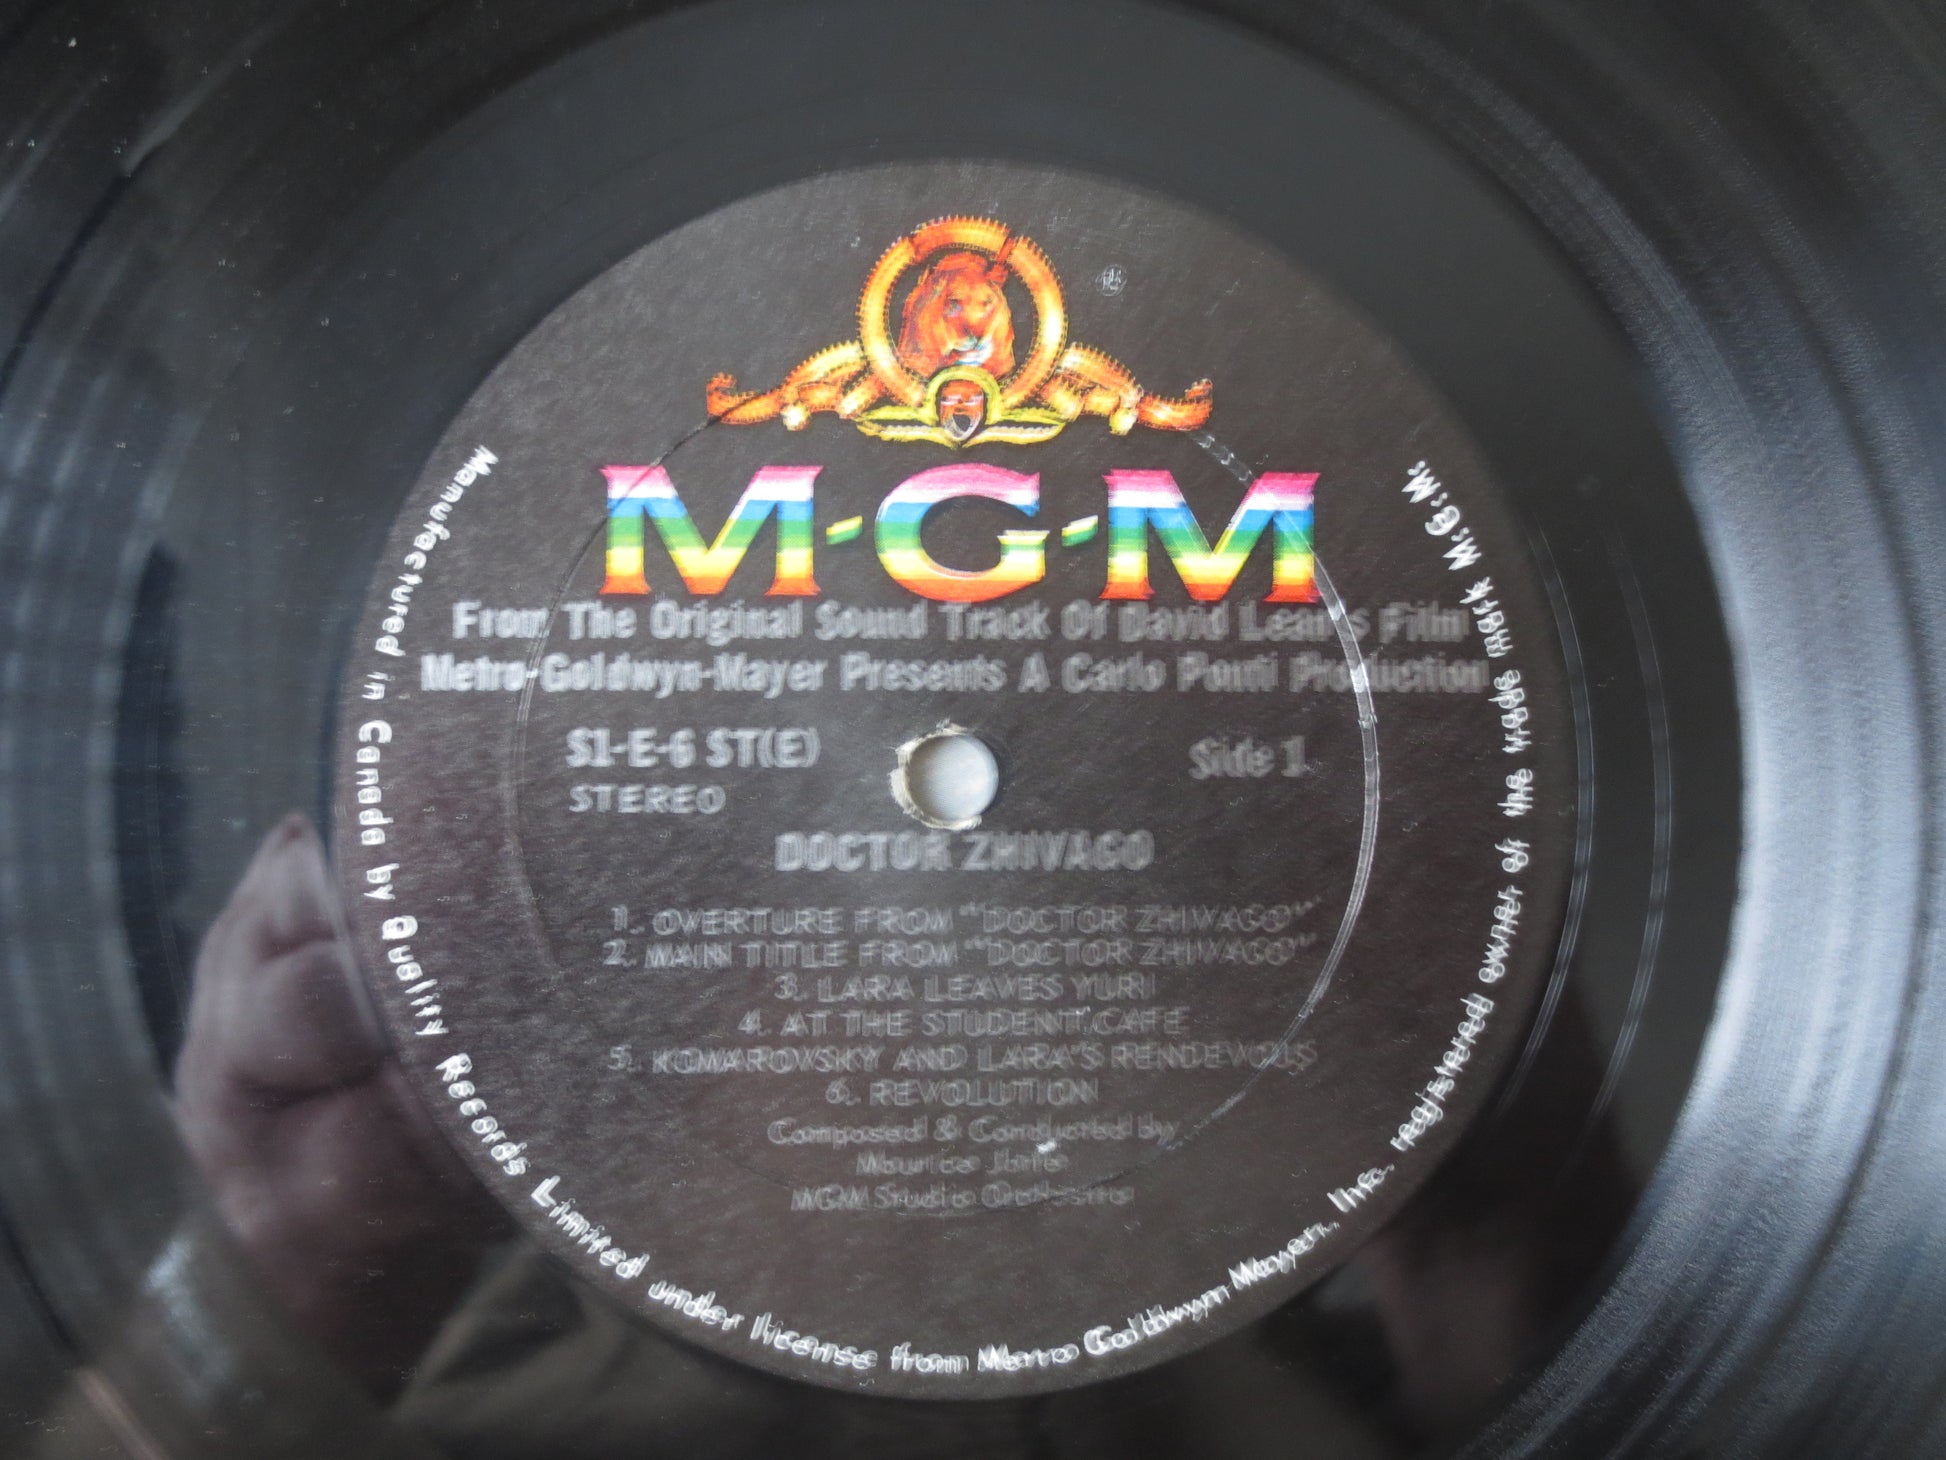 M-G-M
From The Original Sound Track Of David Lean's Film
Metro-Goldwyn-Mayer Presents A Carlo Ponti Production
S1-E-6 ST(E)
Side 1
STEREO
DOCTOR ZHIVAGO
1. OVERTURE FROM "DOCTOR ZHIVAGO"
2. MAIN TITLE FROM "DOCTOR ZHIVAGO"
3. LARA LEAVES YURI
4. AT THE STUDENT CAFE
5. KOMAROVSKY AND LARA'S RENDEVOUS
6. REVOLUTION
Composed & Conducted by
Maurice Jarre
MGM Studio Orchestra
Manufactured in Canada by Quality Records Limited under license from Metro Goldwyn Mayer, Inc. registered owner of the trade mark M.G.M.